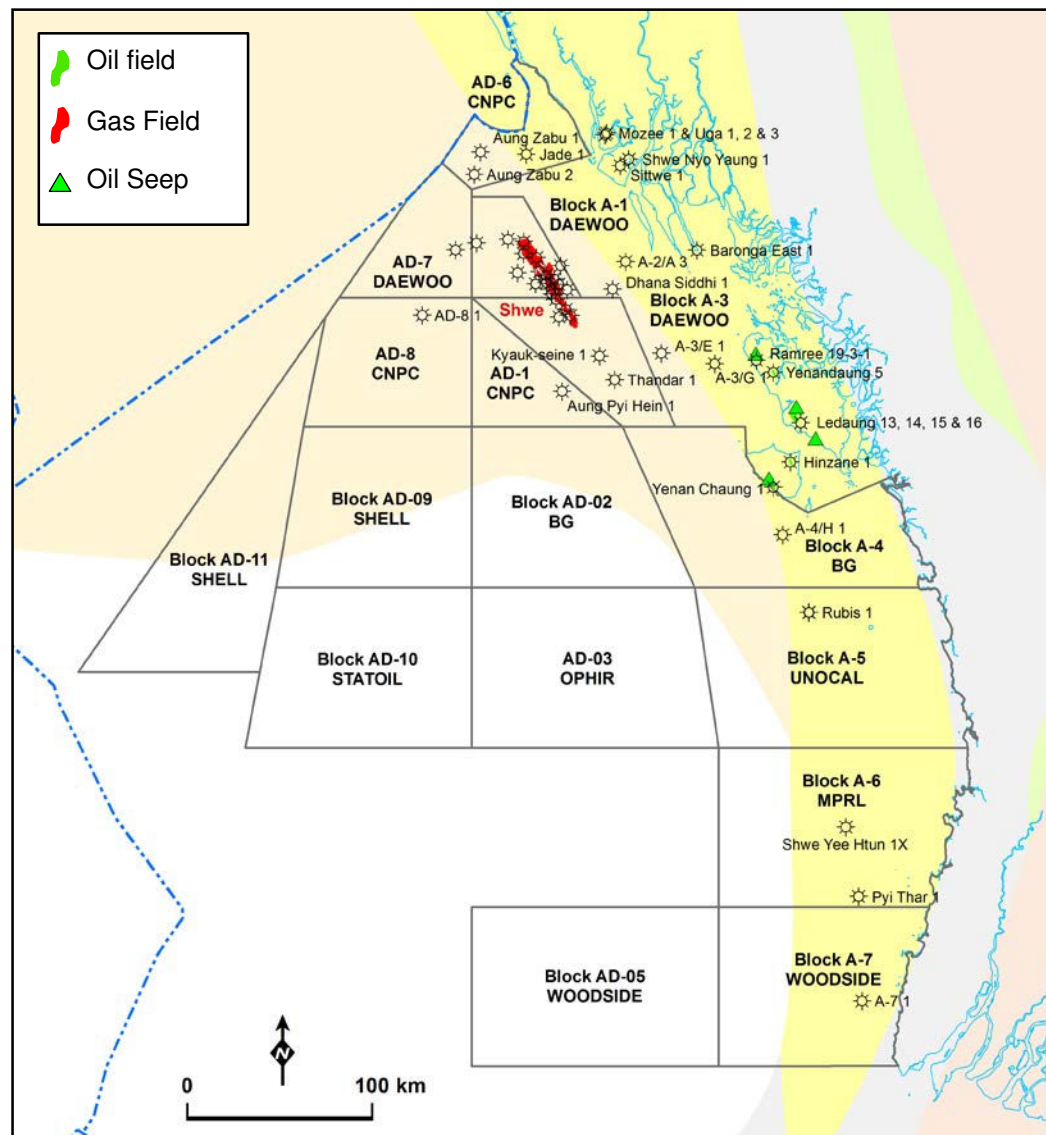 Oil field
Gas Field
Oil Seep
AD-6
CNPC
Aung Zabu 1
Jade 1
Aung Zabu 2
Mozee 1 & Uga 1, 2 & 3
Shwe Nyo Yaung 1
Sittwe 1
Block A-1
DAEWOO
Baronga East 1
A-2/A 3
AD-7
DAEWOO
Dhana Siddhi 1
Block A-3
DAEWOO
Shwe
AD-8 1
AD-8
CNPC
Kyauk-seine 1
AD-1
CNPC
A-3/E 1
Ramree 19-3-1
A-3/G 1
Yenandaung 5
Thandar 1
Aung Pyi Hein 1
Ledaung 13, 14, 15 & 16
Hinzane 1
Yenan Chaung 1
Block AD-09
SHELL
Block AD-02
BG
A-4/H 1
Block A-4
BG
Block AD-11
SHELL
Rubis 1
Block AD-10
STATOIL
AD-03
OPHIR
Block A-5
UNOCAL
Block A-6
MPRL
Shwe Yee Htun 1X
Pyi Thar 1
Block AD-05
WOODSIDE
Block A-7
WOODSIDE
A-7 1
N
0 100 km